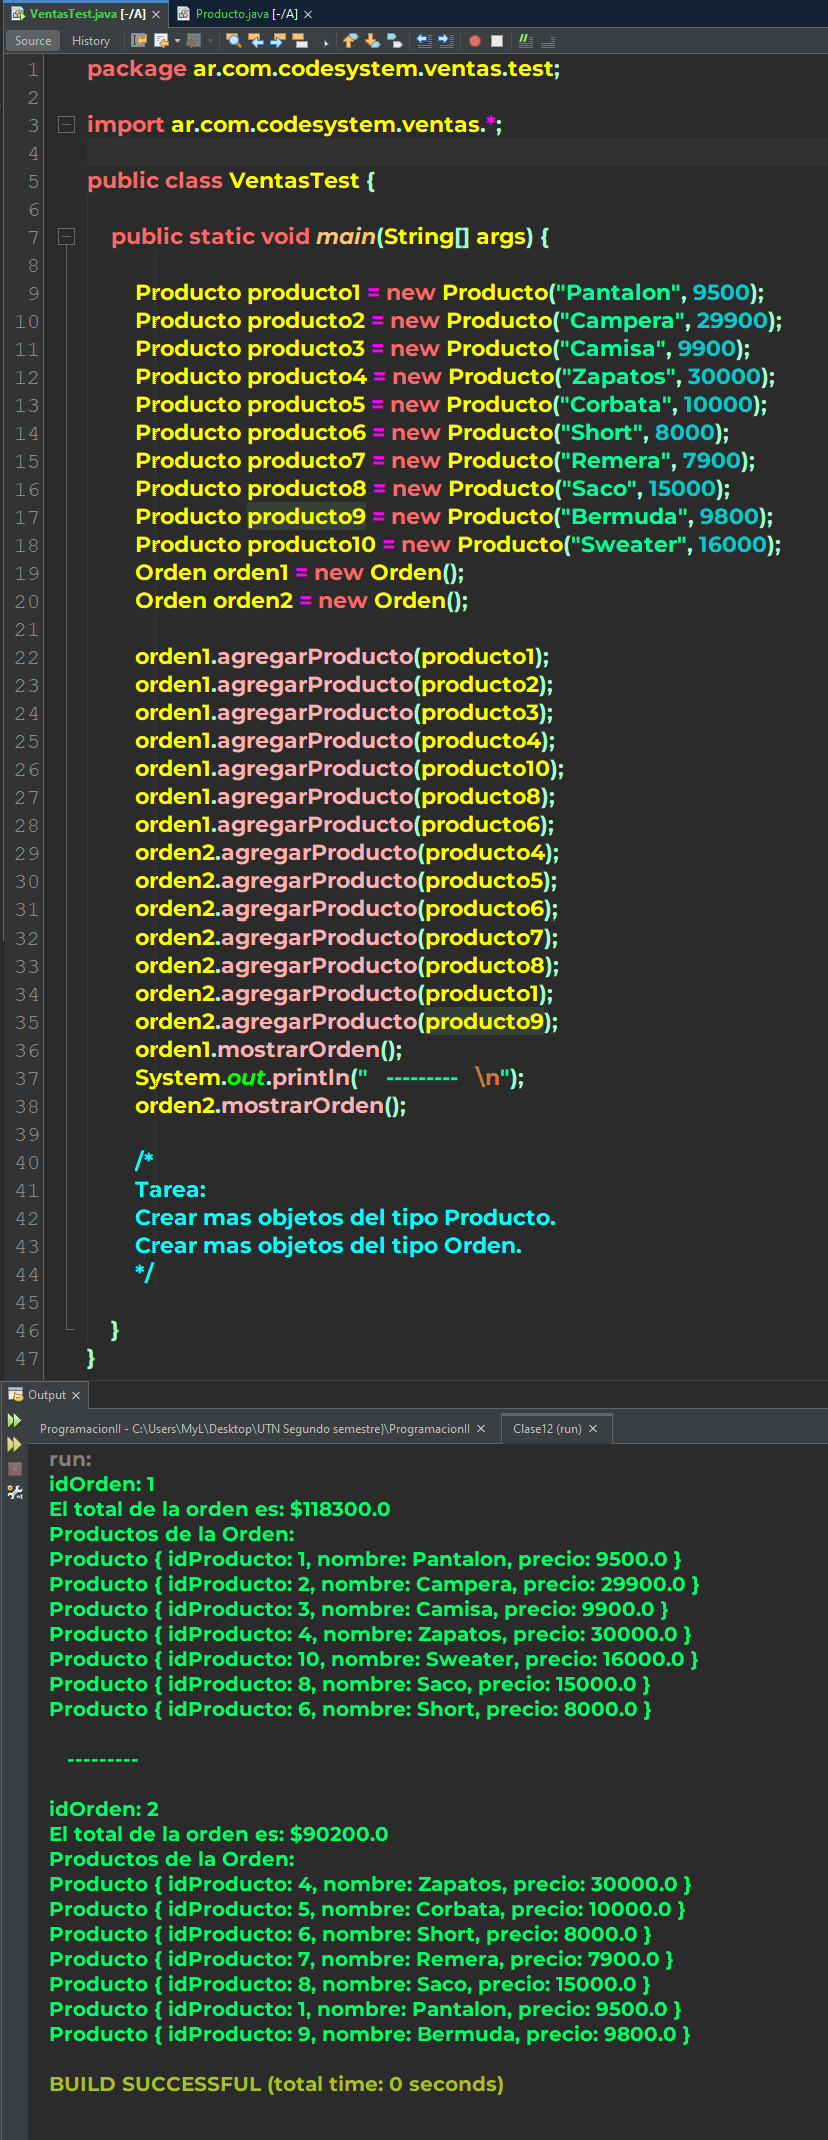 VentasTest.java [-/A] × Producto.java [-/A] ×
Source History
1 package ar.com.codesystem.ventas.test;
2
3 import ar.com.codesystem.ventas.*;
4
5 public class VentasTest {
6
7 public static void main(String[] args) {
8
9 Producto producto1 = new Producto("Pantalon", 9500);
10 Producto producto2 = new Producto("Campera", 29900);
11 Producto producto3 = new Producto("Camisa", 9900);
12 Producto producto4 = new Producto("Zapatos", 30000);
13 Producto producto5 = new Producto("Corbata", 10000);
14 Producto producto6 = new Producto("Short", 8000);
15 Producto producto7 = new Producto("Remera", 7900);
16 Producto producto8 = new Producto("Saco", 15000);
17 Producto producto9 = new Producto("Bermuda", 9800);
18 Producto producto10 = new Producto("Sweater", 16000);
19 Orden orden1 = new Orden();
20 Orden orden2 = new Orden();
21
22 orden1.agregarProducto(producto1);
23 orden1.agregarProducto(producto2);
24 orden1.agregarProducto(producto3);
25 orden1.agregarProducto(producto4);
26 orden1.agregarProducto(producto10);
27 orden1.agregarProducto(producto8);
28 orden1.agregarProducto(producto6);
29 orden2.agregarProducto(producto4);
30 orden2.agregarProducto(producto5);
31 orden2.agregarProducto(producto6);
32 orden2.agregarProducto(producto7);
33 orden2.agregarProducto(producto8);
34 orden2.agregarProducto(producto1);
35 orden2.agregarProducto(producto9);
36 orden1.mostrarOrden();
37 System.out.println("   ---------   \n");
38 orden2.mostrarOrden();
39
40 /*
41 Tarea:
42 Crear mas objetos del tipo Producto.
43 Crear mas objetos del tipo Orden.
44 */
45
46 }
47 }
Output ×
ProgramacionII - C:\Users\MyL\Desktop\UTN Segundo semestre}\ProgramacionII × Clase12 (run) ×
run:
idOrden: 1
El total de la orden es: $118300.0
Productos de la Orden:
Producto { idProducto: 1, nombre: Pantalon, precio: 9500.0 }
Producto { idProducto: 2, nombre: Campera, precio: 29900.0 }
Producto { idProducto: 3, nombre: Camisa, precio: 9900.0 }
Producto { idProducto: 4, nombre: Zapatos, precio: 30000.0 }
Producto { idProducto: 10, nombre: Sweater, precio: 16000.0 }
Producto { idProducto: 8, nombre: Saco, precio: 15000.0 }
Producto { idProducto: 6, nombre: Short, precio: 8000.0 }
---------
idOrden: 2
El total de la orden es: $90200.0
Productos de la Orden:
Producto { idProducto: 4, nombre: Zapatos, precio: 30000.0 }
Producto { idProducto: 5, nombre: Corbata, precio: 10000.0 }
Producto { idProducto: 6, nombre: Short, precio: 8000.0 }
Producto { idProducto: 7, nombre: Remera, precio: 7900.0 }
Producto { idProducto: 8, nombre: Saco, precio: 15000.0 }
Producto { idProducto: 1, nombre: Pantalon, precio: 9500.0 }
Producto { idProducto: 9, nombre: Bermuda, precio: 9800.0 }
BUILD SUCCESSFUL (total time: 0 seconds)